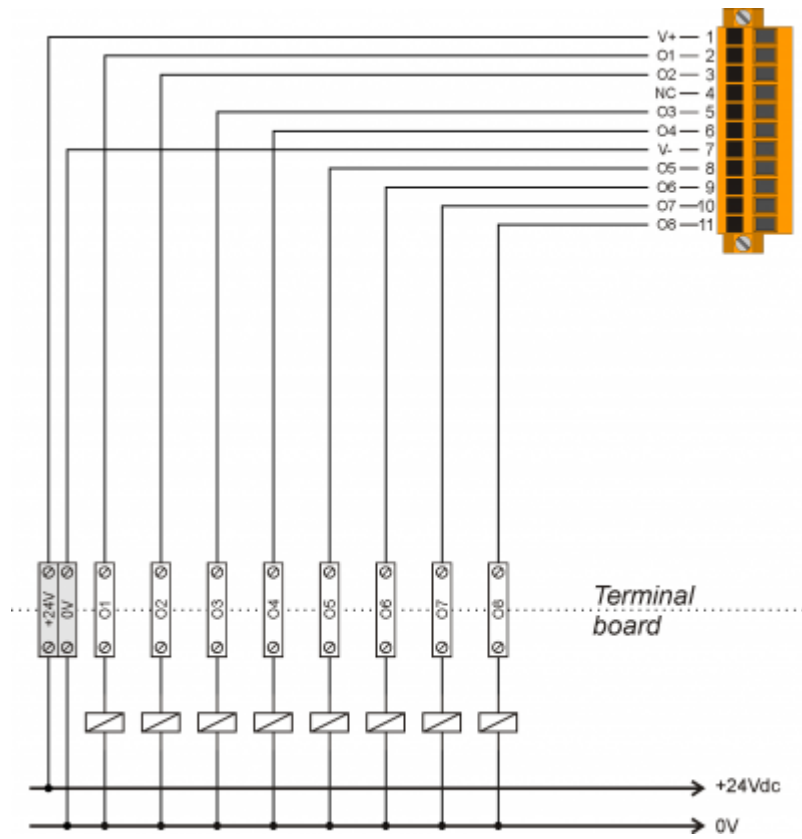 V+ 1
O1 2
O2 3
NC 4
O3 5
O4 6
V- 7
O5 8
O6 9
O7 10
O8 11
+24V
0V
O1
O2
O3
O4
O5
O6
O7
O8
Terminal
board
+24Vdc
0V